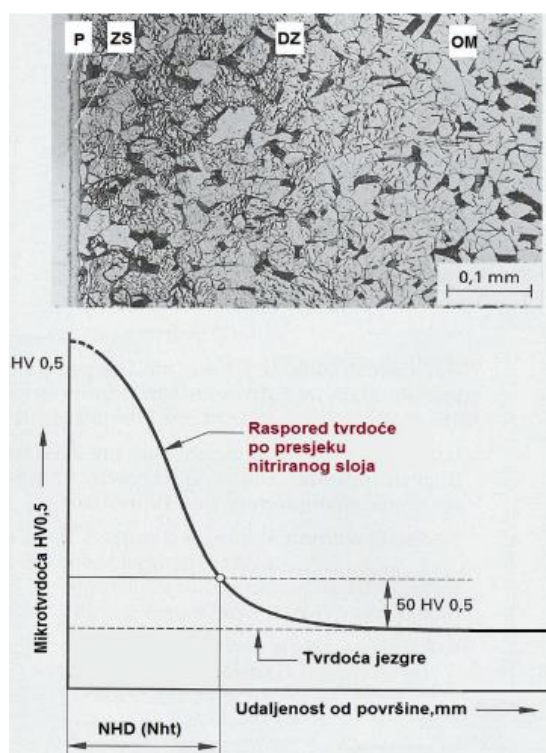 P ZS DZ OM
0,1 mm
HV 0,5
Raspored tvrdoće
po presjeku
nitriranog sloja
Mikrotvrdoća HV0,5
50 HV 0,5
Tvrdoća jezgre
NHD (Nht)
Udaljenost od površine,mm